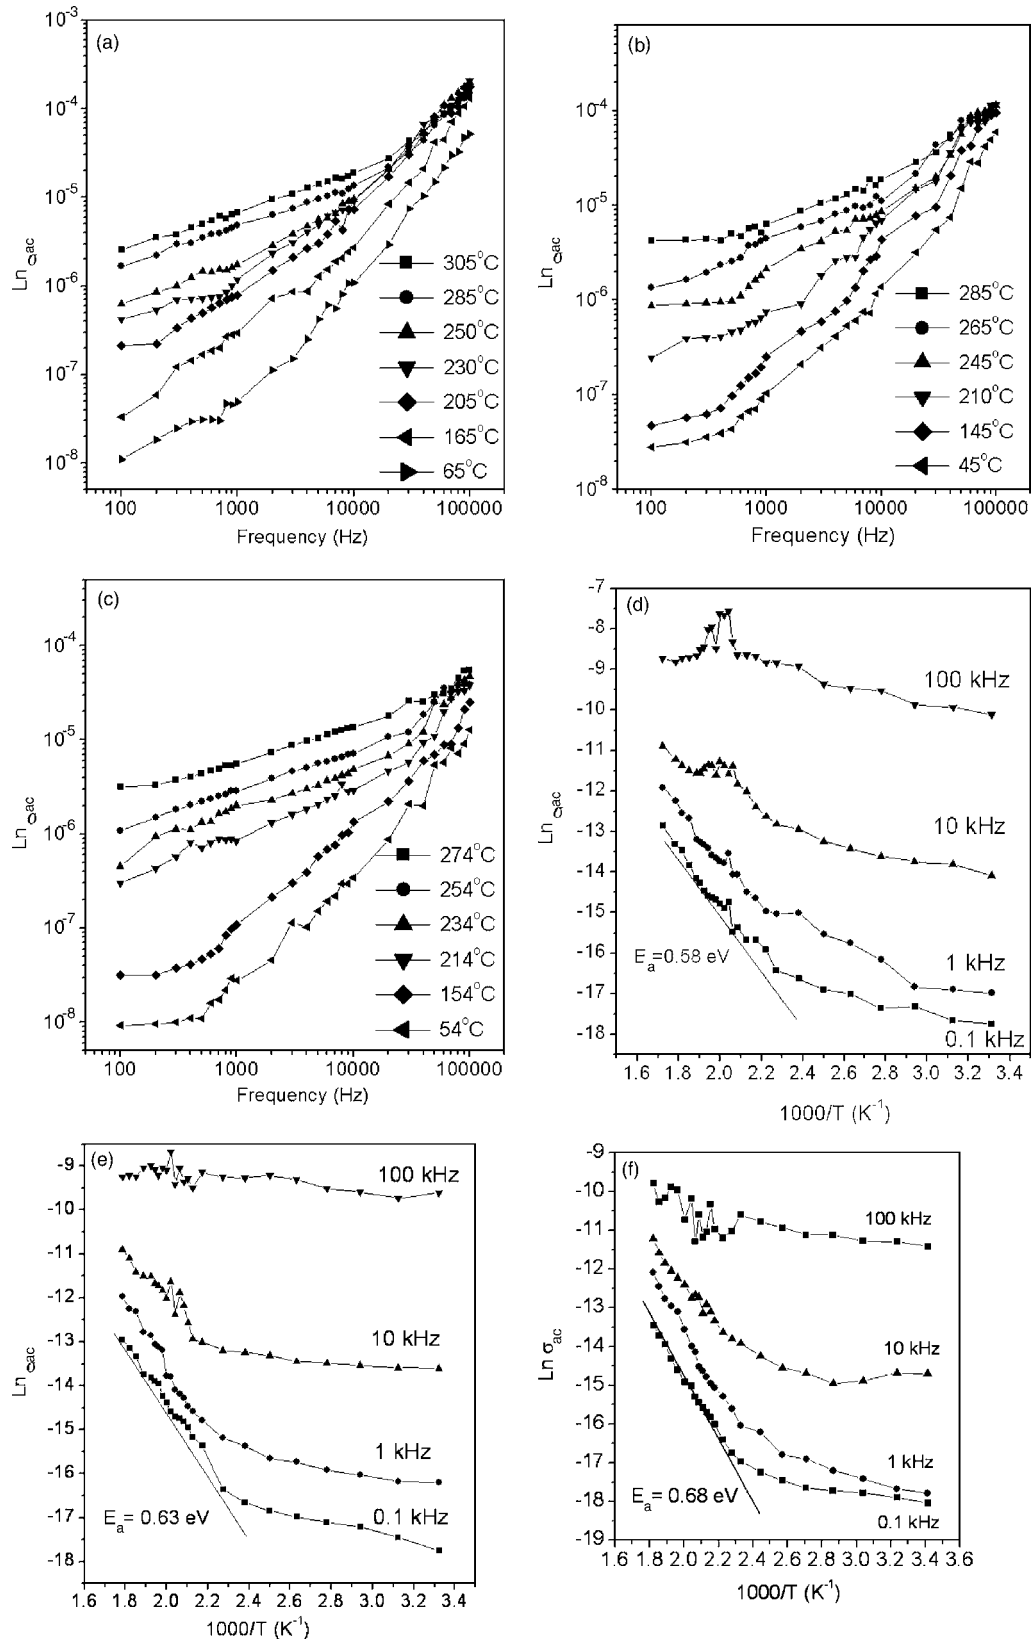 (a)
10⁻³
10⁻⁴
10⁻⁵
10⁻⁶
10⁻⁷
10⁻⁸
Ln σac
305°C
285°C
250°C
230°C
205°C
165°C
65°C
100 1000 10000 100000
Frequency (Hz)
(b)
10⁻⁴
10⁻⁵
10⁻⁶
10⁻⁷
10⁻⁸
Ln σac
285°C
265°C
245°C
210°C
145°C
45°C
100 1000 10000 100000
Frequency (Hz)
(c)
10⁻⁴
10⁻⁵
10⁻⁶
10⁻⁷
10⁻⁸
Ln σac
274°C
254°C
234°C
214°C
154°C
54°C
100 1000 10000 100000
Frequency (Hz)
(d)
-7
-8
-9
-10
-11
-12
-13
-14
-15
-16
-17
-18
Ln σac
100 kHz
10 kHz
1 kHz
0.1 kHz
Eₐ=0.58 eV
1.6 1.8 2.0 2.2 2.4 2.6 2.8 3.0 3.2 3.4
1000/T (K⁻¹)
(e)
-9
-10
-11
-12
-13
-14
-15
-16
-17
-18
Ln σac
100 kHz
10 kHz
1 kHz
0.1 kHz
Eₐ= 0.63 eV
1.6 1.8 2.0 2.2 2.4 2.6 2.8 3.0 3.2 3.4
1000/T (K⁻¹)
(f)
-9
-10
-11
-12
-13
-14
-15
-16
-17
-18
-19
Ln σac
100 kHz
10 kHz
1 kHz
0.1 kHz
Eₐ= 0.68 eV
1.6 1.8 2.0 2.2 2.4 2.6 2.8 3.0 3.2 3.4 3.6
1000/T (K⁻¹)